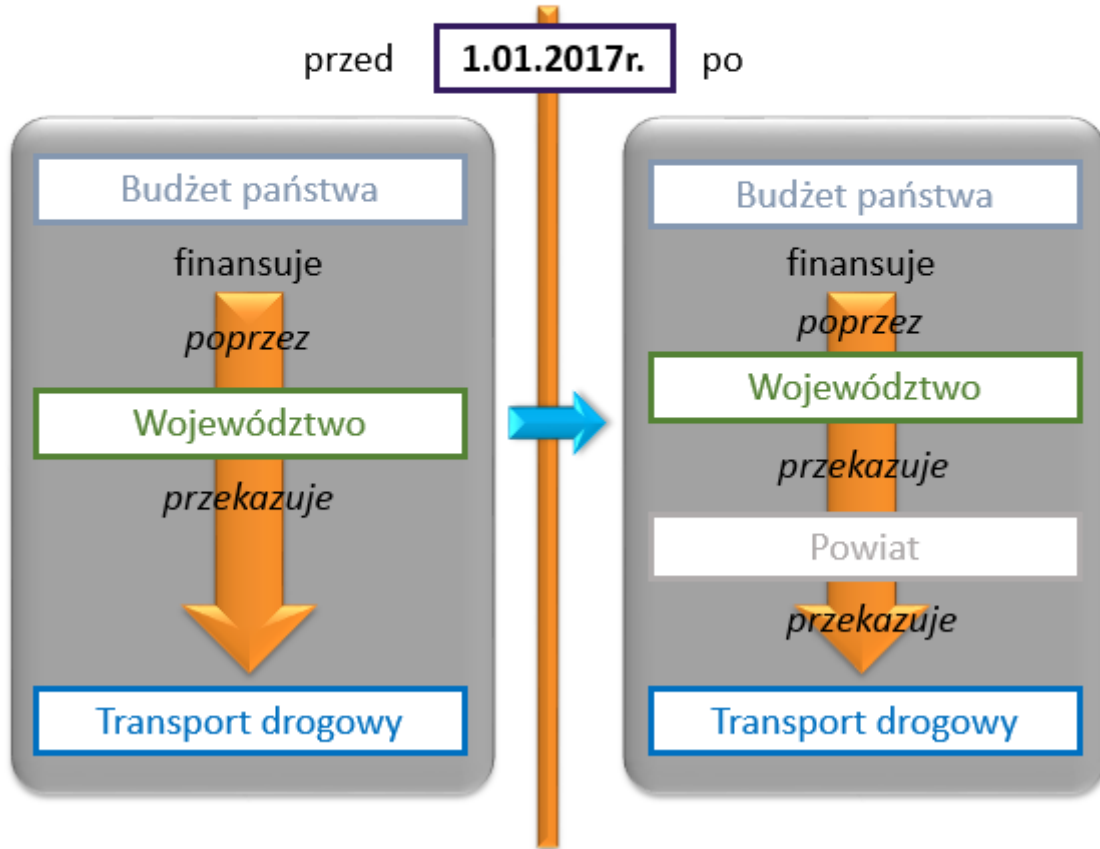 przed 1.01.2017r. po
Budżet państwa
finansuje
poprzez
Województwo
przekazuje
Transport drogowy
Budżet państwa
finansuje
poprzez
Województwo
przekazuje
Powiat
przekazuje
Transport drogowy